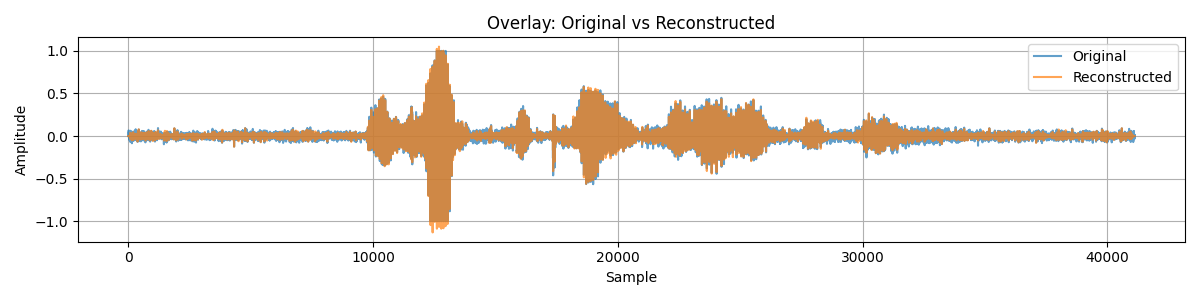 Overlay: Original vs Reconstructed
Original
Reconstructed
1.0
0.5
0.0
−0.5
−1.0
Amplitude
0
10000
20000
30000
40000
Sample